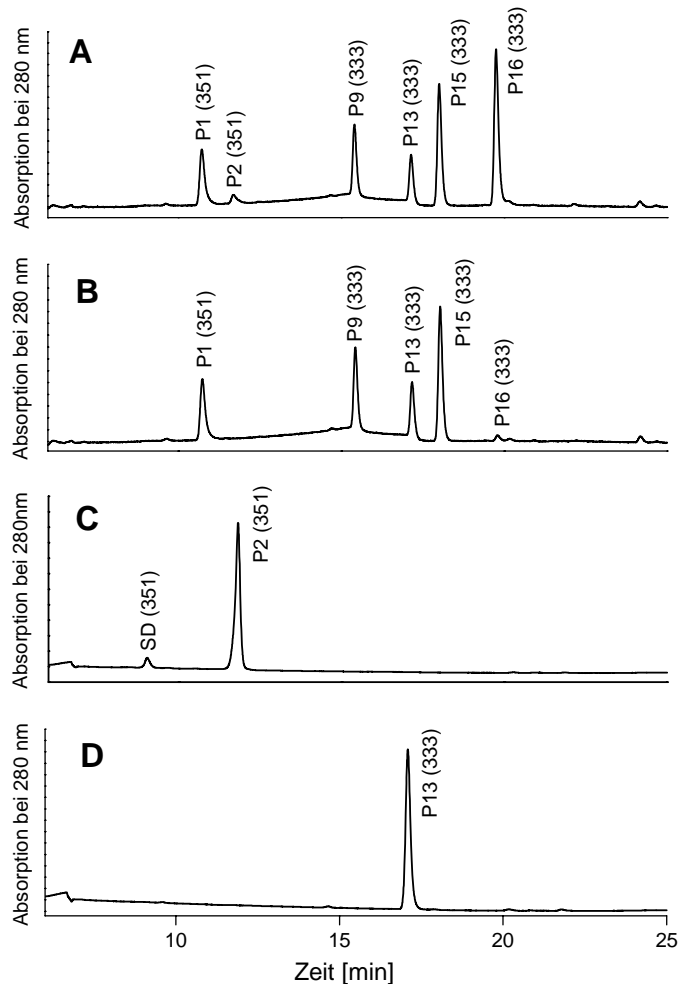 A
Absorption bei 280 nm
P1 (351)
P2 (351)
P9 (333)
P13 (333)
P15 (333)
P16 (333)
B
Absorption bei 280 nm
P1 (351)
P9 (333)
P13 (333)
P15 (333)
P16 (333)
C
Absorption bei 280nm
SD (351)
P2 (351)
D
Absorption bei 280 nm
P13 (333)
10 15 20 25
Zeit [min]